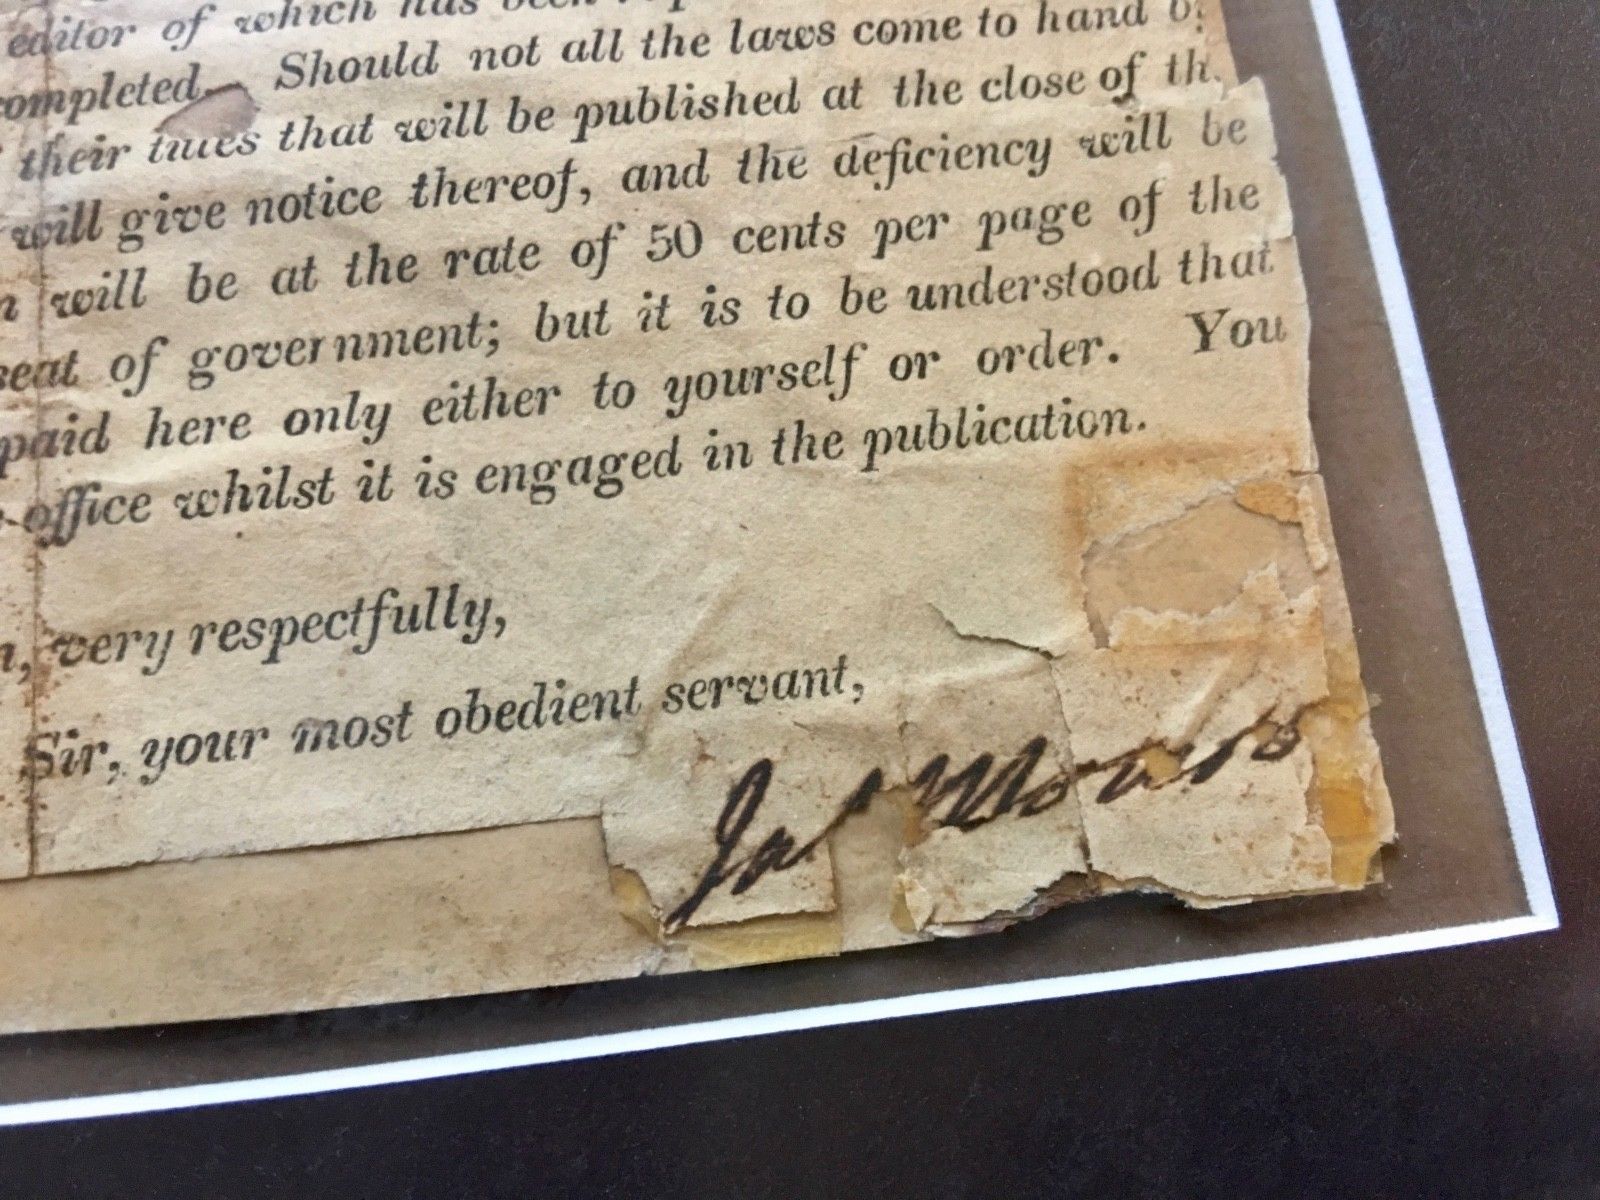 editor of which has been
completed. Should not all the laws come to hand
their titles that will be published at the close of th
will give notice thereof, and the deficiency will be
will be at the rate of 50 cents per page of the
seat of government; but it is to be understood that
paid here only either to yourself or order. You
office whilst it is engaged in the publication.
very respectfully,
Sir, your most obedient servant,
Jas Monroe